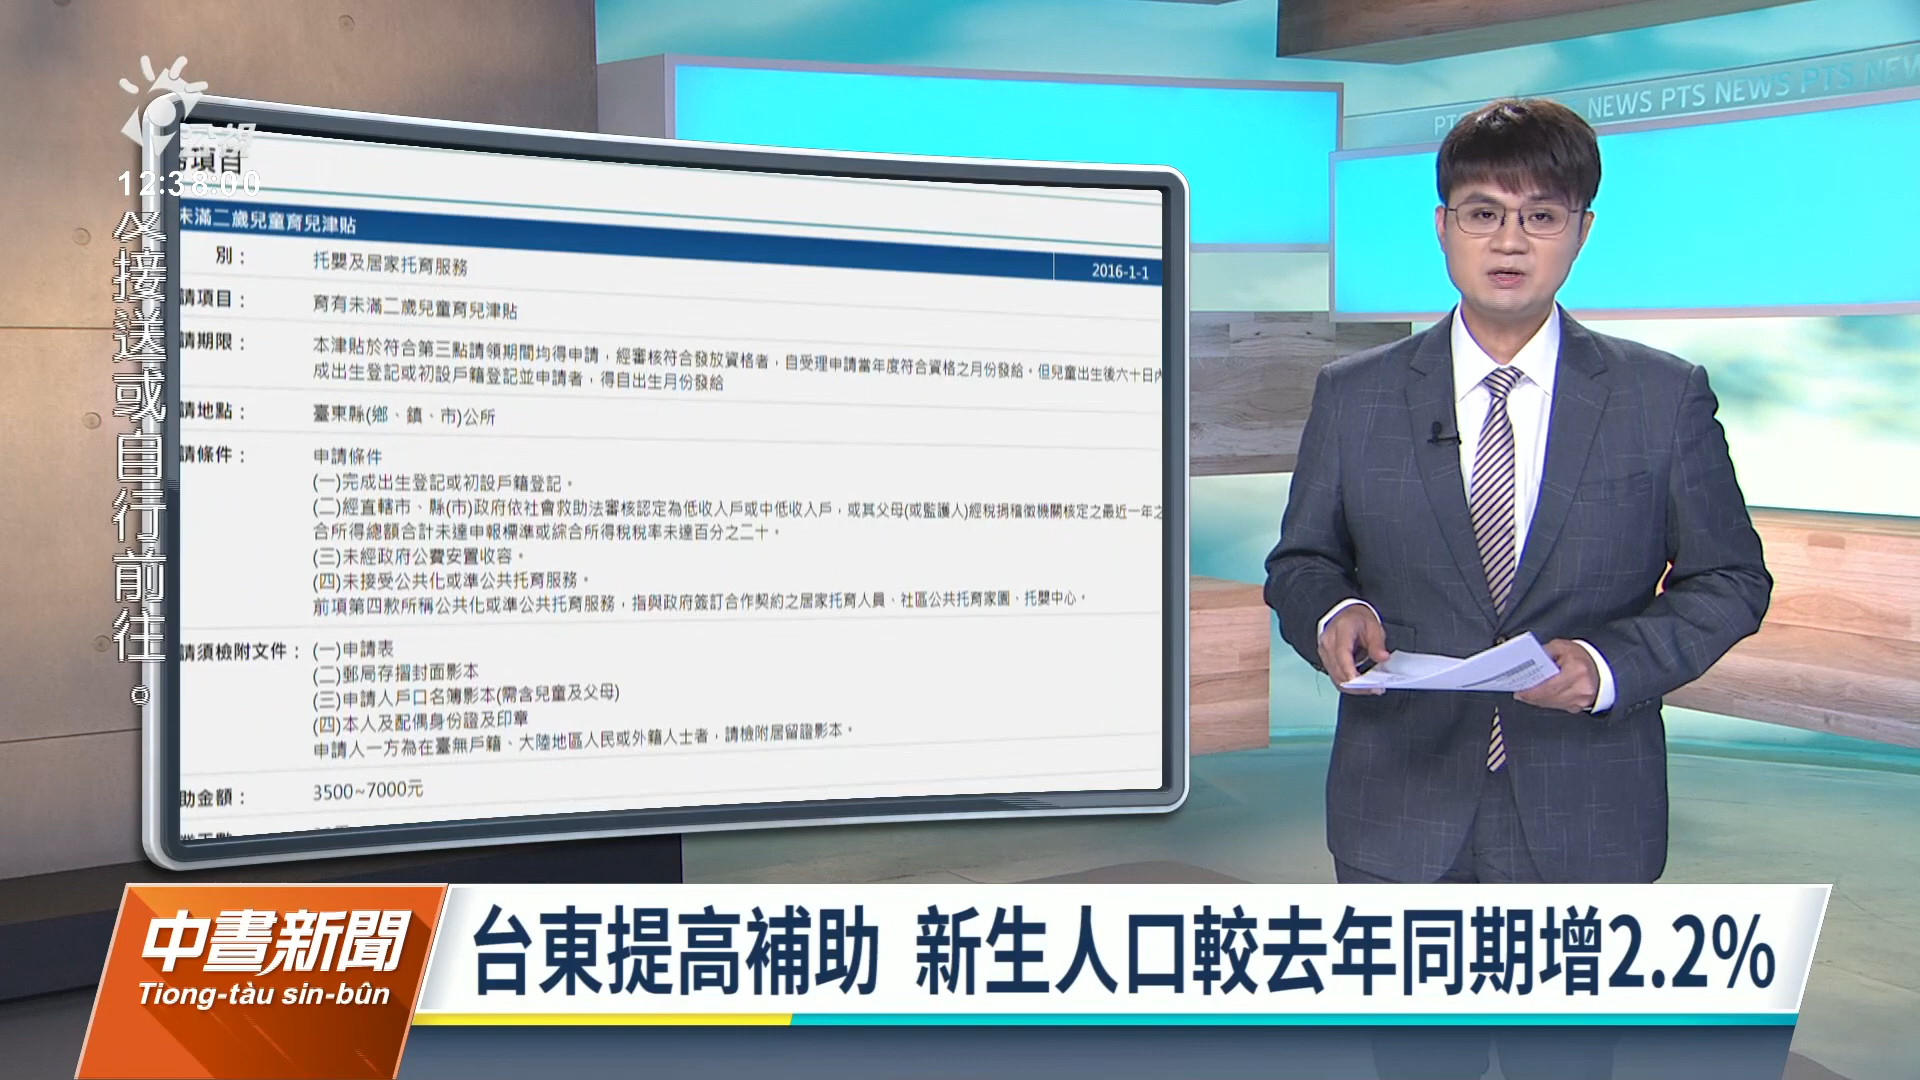 公視
12:38:00
及接送或自行前往。
NEWS PTS NEWS PTS NEW
項目
未滿二歲兒童育兒津貼
2016-1-1
別：
托嬰及居家托育服務
請項目：
育有未滿二歲兒童育兒津貼
請期限：
本津貼於符合第三點請領期間均得申請，經審核符合發放資格者，自受理申請當年度符合資格之月份發給。但兒童出生後六十日內
成出生登記或初設戶籍登記並申請者，得自出生月份發給
請地點：
臺東縣(鄉、鎮、市)公所
請條件：
申請條件
(一)完成出生登記或初設戶籍登記。
(二)經直轄市、縣(市)政府依社會救助法審核認定為低收入戶或中低收入戶，或其父母(或監護人)經稅捐稽徵機關核定之最近一年之
合所得總額合計未達申報標準或綜合所得稅稅率未達百分之二十。
(三)未經政府公費安置收容。
(四)未接受公共化或準公共托育服務。
前項第四款所稱公共化或準公共托育服務，指與政府簽訂合作契約之居家托育人員、社區公共托育家園、托嬰中心。
請須檢附文件：
(一)申請表
(二)郵局存摺封面影本
(三)申請人戶口名簿影本(需含兒童及父母)
(四)本人及配偶身份證及印章
申請人一方為在臺無戶籍、大陸地區人民或外籍人士者，請檢附居留證影本。
助金額：
3500~7000元
中晝新聞
Tiong-tàu sin-bûn
台東提高補助 新生人口較去年同期增2.2%